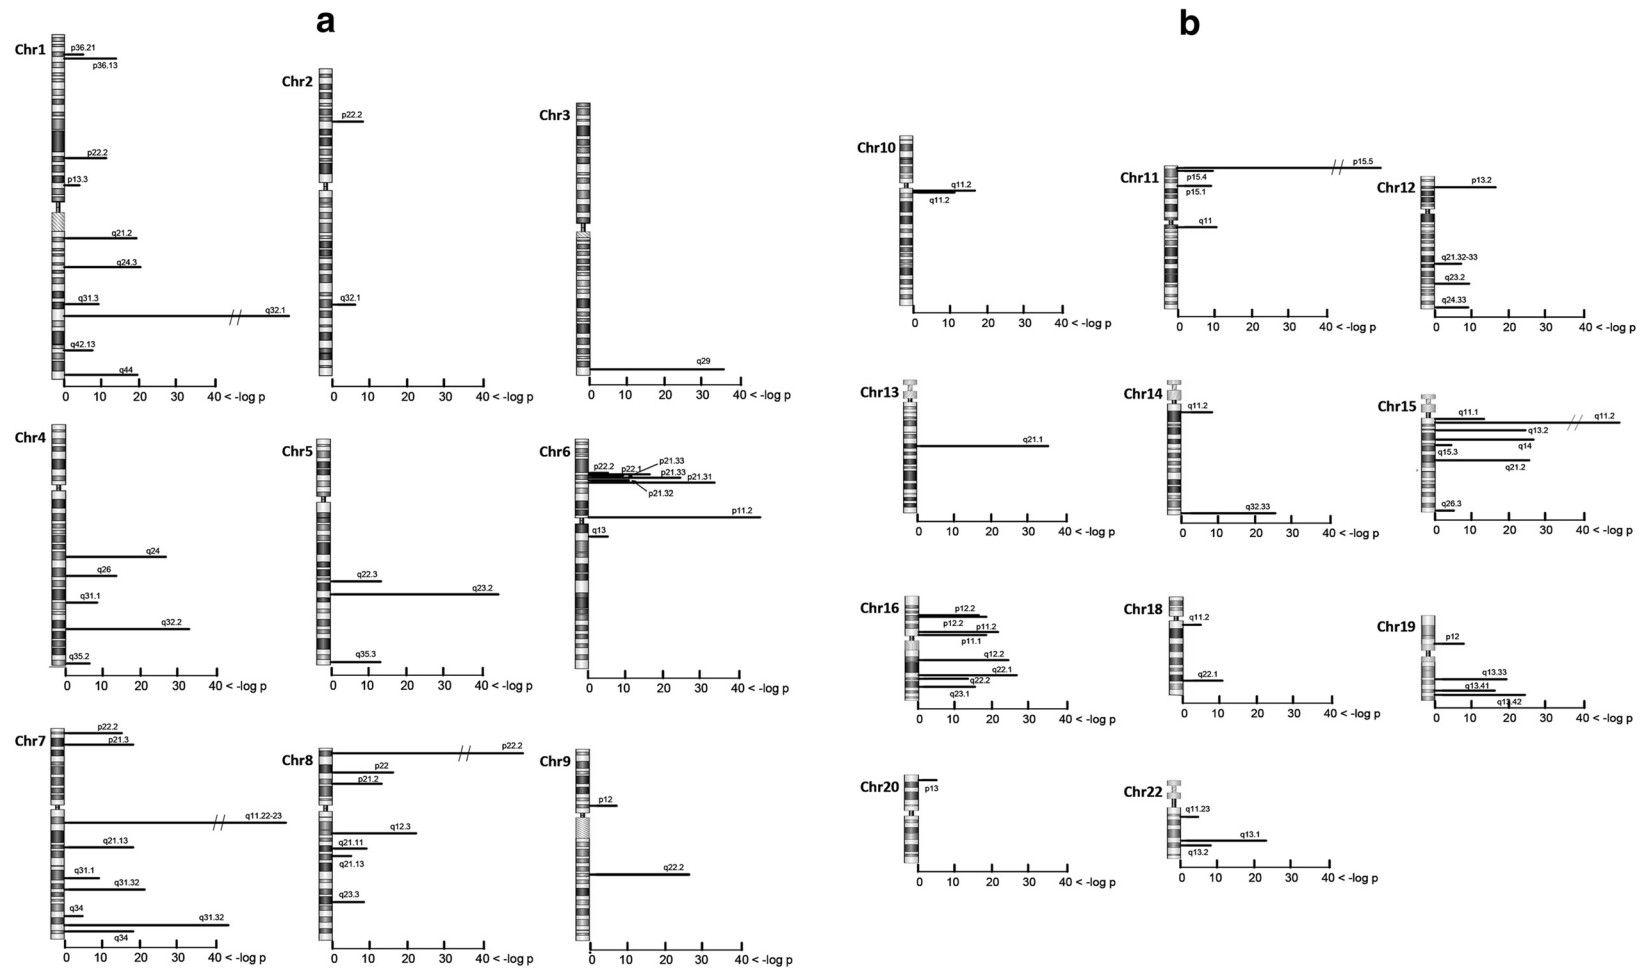 a
Chr1
p36.21
p36.13
p22.2
p13.3
q21.2
q24.3
q31.3
q32.1
q42.13
q44
0 10 20 30 40 < -log p
Chr2
p22.2
q32.1
0 10 20 30 40 < -log p
Chr3
q29
0 10 20 30 40 < -log p
Chr4
q24
q26
q31.1
q32.2
q35.2
0 10 20 30 40 < -log p
Chr5
q22.3
q23.2
q35.3
0 10 20 30 40 < -log p
Chr6
p21.33
p22.2 p22.1
p21.33
p21.31
p21.32
p11.2
q13
0 10 20 30 40 < -log p
Chr7
p22.2
p21.3
q11.22-23
q21.13
q31.1
q31.32
q34
q31.32
q34
0 10 20 30 40 < -log p
Chr8
p22.2
p22
p21.2
q12.3
q21.11
q21.13
q23.3
0 10 20 30 40 < -log p
Chr9
p12
q22.2
0 10 20 30 40 < -log p
b
Chr10
q11.2
q11.2
0 10 20 30 40 < -log p
Chr11
p15.5
p15.4
p15.1
q11
0 10 20 30 40 < -log p
Chr12
p13.2
q21.32-33
q23.2
q24.33
0 10 20 30 40 < -log p
Chr13
q21.1
0 10 20 30 40 < -log p
Chr14
q11.2
q32.33
0 10 20 30 40 < -log p
Chr15
q11.1
q11.2
q13.2
q14
q15.3
q21.2
q26.3
0 10 20 30 40 < -log p
Chr16
p12.2
p12.2
p11.2
p11.1
q12.2
q22.1
q22.2
q23.1
0 10 20 30 40 < -log p
Chr18
q11.2
q22.1
0 10 20 30 40 < -log p
Chr19
p12
q13.33
q13.41
q13.42
0 10 20 30 40 < -log p
Chr20
p13
0 10 20 30 40 < -log p
Chr22
q11.23
q13.1
q13.2
0 10 20 30 40 < -log p